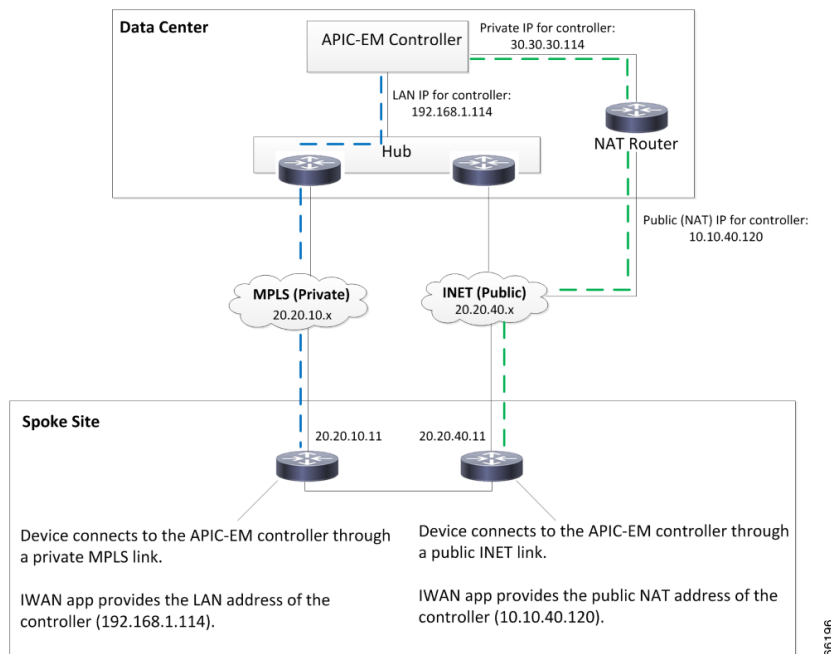 Data Center
APIC-EM Controller
Private IP for controller:
30.30.30.114
LAN IP for controller:
192.168.1.114
Hub
NAT Router
Public (NAT) IP for controller:
10.10.40.120
MPLS (Private)
20.20.10.x
INET (Public)
20.20.40.x
Spoke Site
20.20.10.11
20.20.40.11
Device connects to the APIC-EM controller through
a private MPLS link.
IWAN app provides the LAN address of the
controller (192.168.1.114).
Device connects to the APIC-EM controller through
a public INET link.
IWAN app provides the public NAT address of the
controller (10.10.40.120).